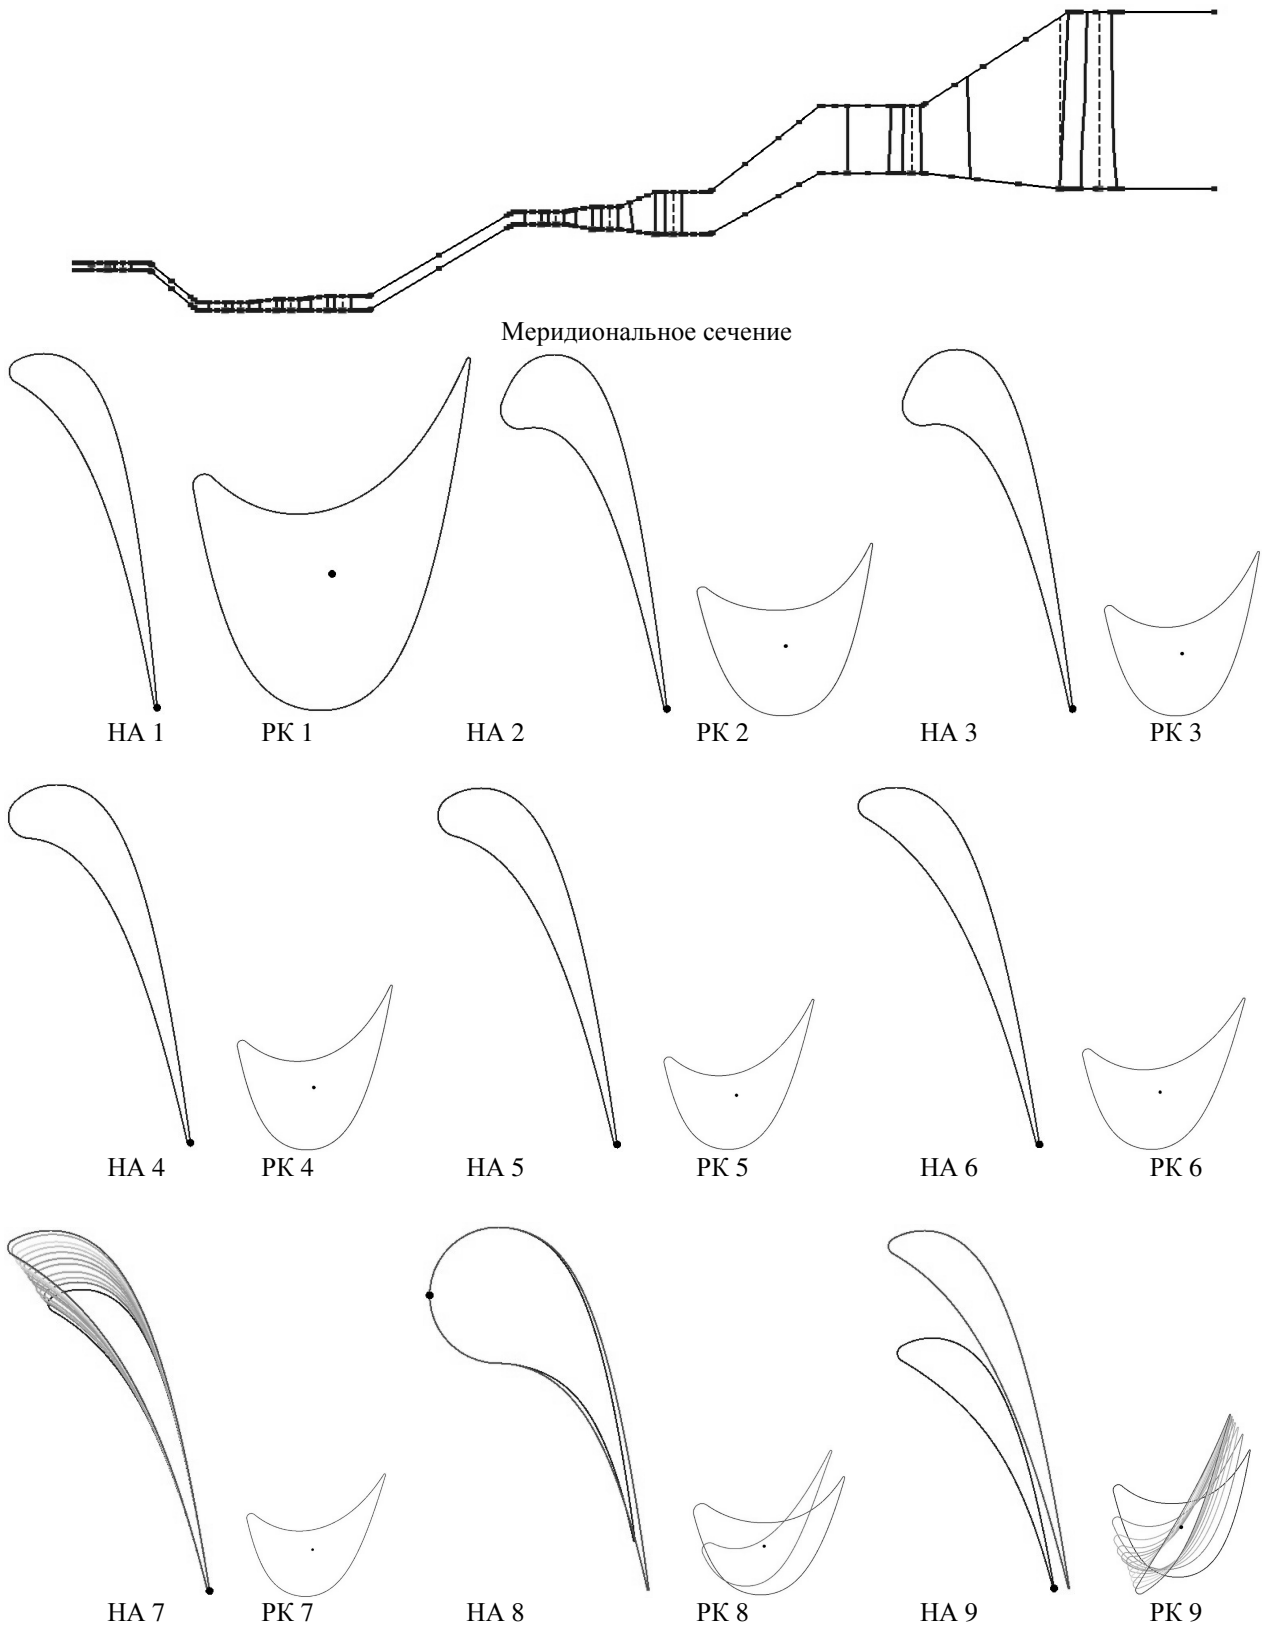 Меридиональное сечение
НА 1 РК 1 НА 2 РК 2 НА 3 РК 3
НА 4 РК 4 НА 5 РК 5 НА 6 РК 6
НА 7 РК 7 НА 8 РК 8 НА 9 РК 9